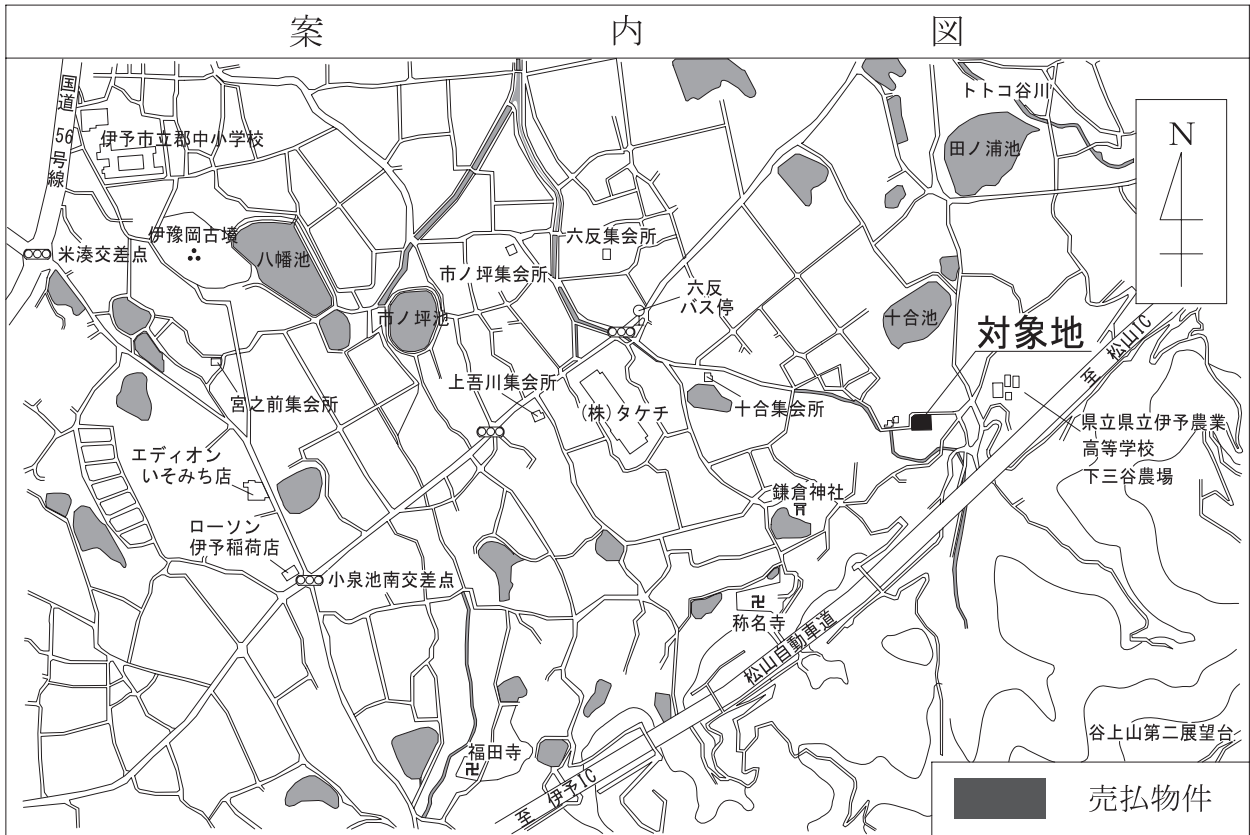 案内図
国道56号線
伊予市立郡中小学校
トトコ谷川
田ノ浦池
N
米湊交差点
伊豫岡古墳
八幡池
六反集会所
市ノ坪集会所
六反
バス停
市ノ坪池
十合池
対象地
至 松山IC
上吾川集会所
宮之前集会所
(株)タケチ
十合集会所
県立県立伊予農業
高等学校
下三谷農場
エディオン
いそみち店
鎌倉神社
ローソン
伊予稲荷店
小泉池南交差点
称名寺
松山自動車道
福田寺
至 伊予IC
谷上山第二展望台
売払物件